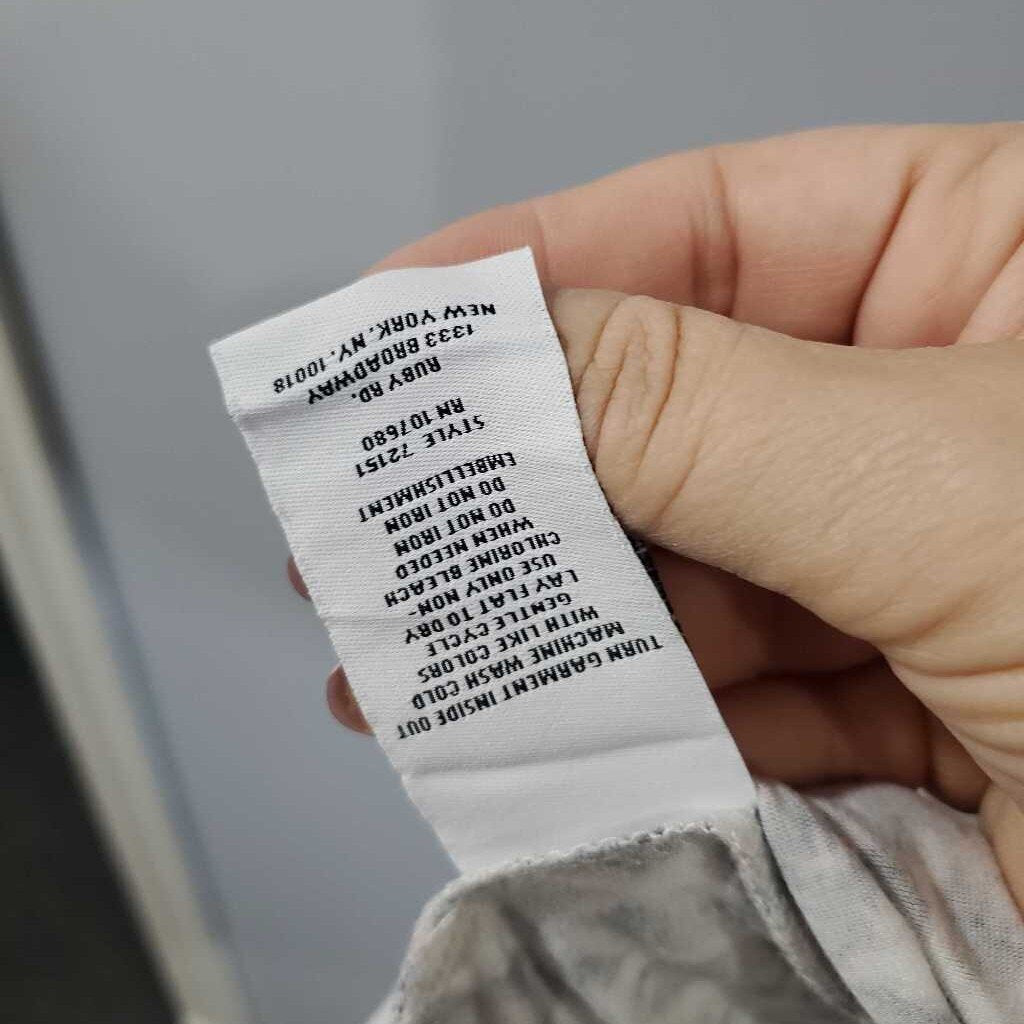 TURN GARMENT INSIDE OUT
MACHINE WASH COLD
WITH LIKE COLORS
GENTLE CYCLE
LAY FLAT TO DRY
USE ONLY NON-
CHLORINE BLEACH
WHEN NEEDED
DO NOT IRON
DO NOT IRON
EMBELLISHMENT
STYLE 72151
RN 107680
RUBY RD.
1333 BROADWAY
NEW YORK. NY. 10018